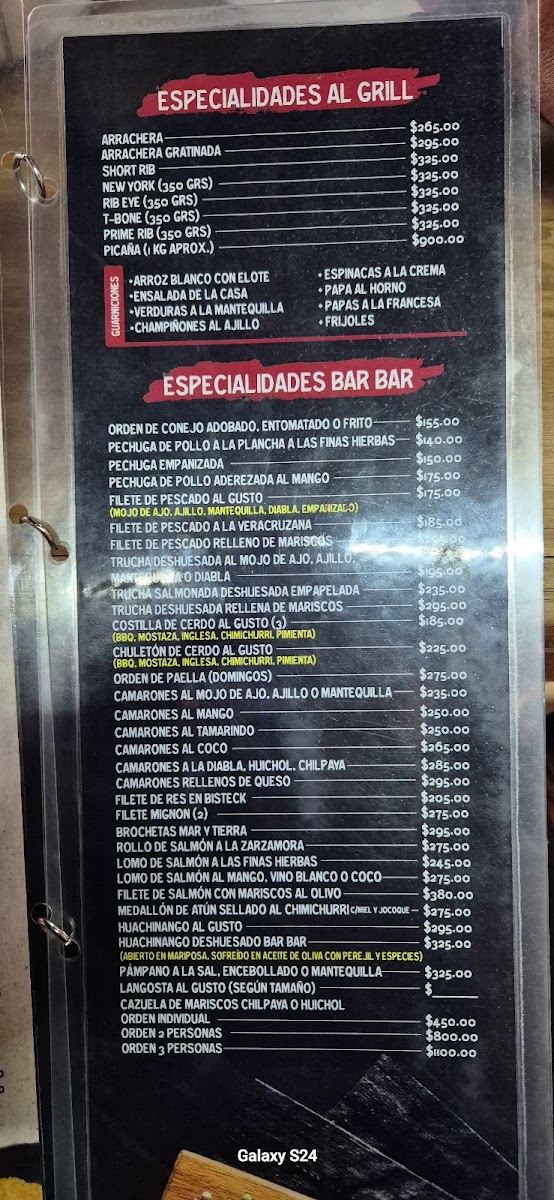 ESPECIALIDADES AL GRILL
ARRACHERA $265.00
ARRACHERA GRATINADA $295.00
SHORT RIB $325.00
NEW YORK (350 GRS) $325.00
RIB EYE (350 GRS) $325.00
T-BONE (350 GRS) $325.00
PRIME RIB (350 GRS) $325.00
PICAÑA (1 KG APROX.) $900.00
GUARNICIONES
•ARROZ BLANCO CON ELOTE
•ENSALADA DE LA CASA
•VERDURAS A LA MANTEQUILLA
•CHAMPIÑONES AL AJILLO
•ESPINACAS A LA CREMA
•PAPA AL HORNO
•PAPAS A LA FRANCESA
•FRIJOLES
ESPECIALIDADES BAR BAR
ORDEN DE CONEJO ADOBADO, ENTOMATADO O FRITO $155.00
PECHUGA DE POLLO A LA PLANCHA A LAS FINAS HIERBAS $140.00
PECHUGA EMPANIZADA $150.00
PECHUGA DE POLLO ADEREZADA AL MANGO $175.00
FILETE DE PESCADO AL GUSTO $175.00
(MOJO DE AJO, AJILLO, MANTEQUILLA, DIABLA, EMPANIZADO)
FILETE DE PESCADO A LA VERACRUZANA $185.00
FILETE DE PESCADO RELLENO DE MARISCOS
TRUCHA DESHUESADA AL MOJO DE AJO, AJILLO,
MANTEQUILLA O DIABLA $195.00
TRUCHA SALMONADA DESHUESADA EMPAPELADA $235.00
TRUCHA DESHUESADA RELLENA DE MARISCOS $295.00
COSTILLA DE CERDO AL GUSTO (3) $185.00
(BBQ, MOSTAZA, INGLESA, CHIMICHURRI, PIMIENTA)
CHULETÓN DE CERDO AL GUSTO $225.00
(BBQ, MOSTAZA, INGLESA, CHIMICHURRI, PIMIENTA)
ORDEN DE PAELLA (DOMINGOS) $275.00
CAMARONES AL MOJO DE AJO, AJILLO O MANTEQUILLA $235.00
CAMARONES AL MANGO $250.00
CAMARONES AL TAMARINDO $250.00
CAMARONES AL COCO $265.00
CAMARONES A LA DIABLA, HUICHOL, CHILPAYA $285.00
CAMARONES RELLENOS DE QUESO $295.00
FILETE DE RES EN BISTECK $205.00
FILETE MIGNON (2) $275.00
BROCHETAS MAR Y TIERRA $295.00
ROLLO DE SALMÓN A LA ZARZAMORA $275.00
LOMO DE SALMÓN A LAS FINAS HIERBAS $245.00
LOMO DE SALMÓN AL MANGO, VINO BLANCO O COCO $275.00
FILETE DE SALMÓN CON MARISCOS AL OLIVO $380.00
MEDALLÓN DE ATÚN SELLADO AL CHIMICHURRI C/MIEL Y JOCOQUE $275.00
HUACHINANGO AL GUSTO $295.00
HUACHINANGO DESHUESADO BAR BAR $325.00
(ABIERTO EN MARIPOSA, SOFREÍDO EN ACEITE DE OLIVA CON PEREJIL Y ESPECIES)
PÁMPANO A LA SAL, ENCEBOLLADO O MANTEQUILLA $325.00
LANGOSTA AL GUSTO (SEGÚN TAMAÑO) $____
CAZUELA DE MARISCOS CHILPAYA O HUICHOL
ORDEN INDIVIDUAL $450.00
ORDEN 2 PERSONAS $800.00
ORDEN 3 PERSONAS $1100.00
Galaxy S24